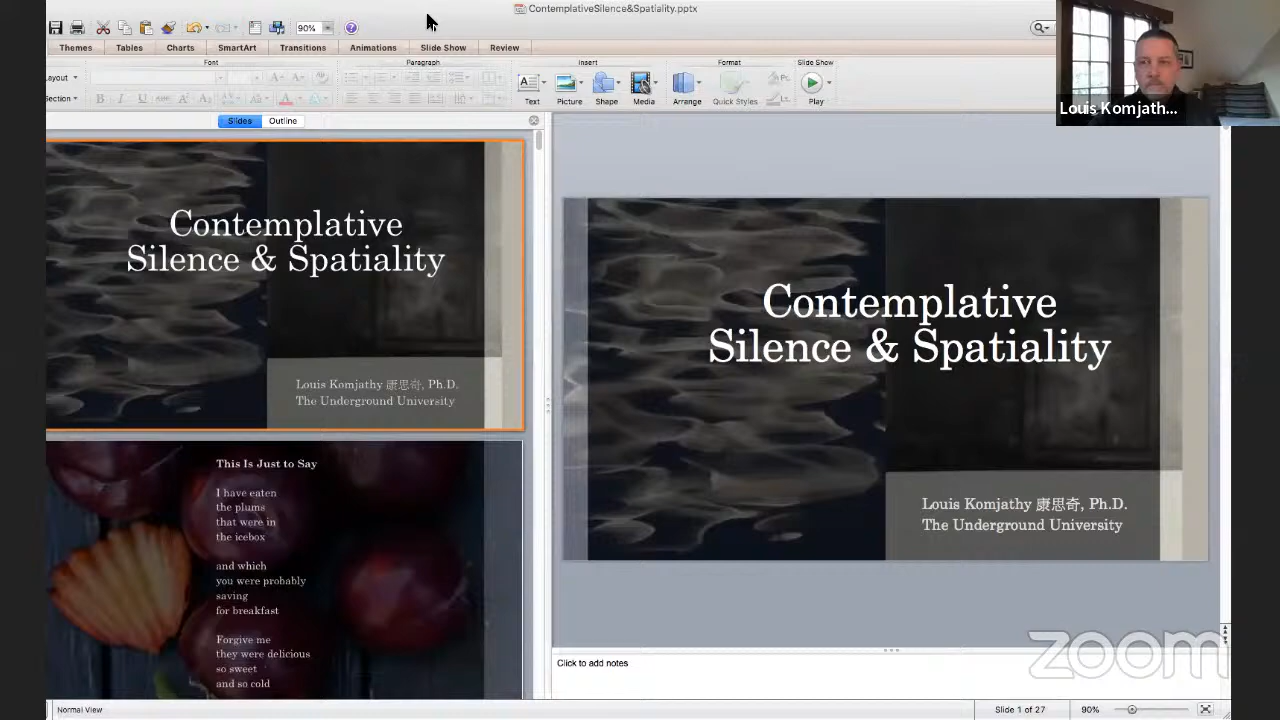 ContemplativeSilence&Spatiality.pptx
90%
Themes
Tables
Charts
SmartArt
Transitions
Animations
Slide Show
Review
Font
Paragraph
Insert
Format
Slide Show
ayout
ection
Text
Picture
Shape
Media
Arrange
Quick Styles
Play
Louis Komjath...
Slides
Outline
Contemplative
Silence & Spatiality
Louis Komjathy 康思奇, Ph.D.
The Underground University
This Is Just to Say
I have eaten
the plums
that were in
the icebox
and which
you were probably
saving
for breakfast
Forgive me
they were delicious
so sweet
and so cold
Contemplative
Silence & Spatiality
Louis Komjathy 康思奇, Ph.D.
The Underground University
Click to add notes
zoom
Normal View
Slide 1 of 27
90%